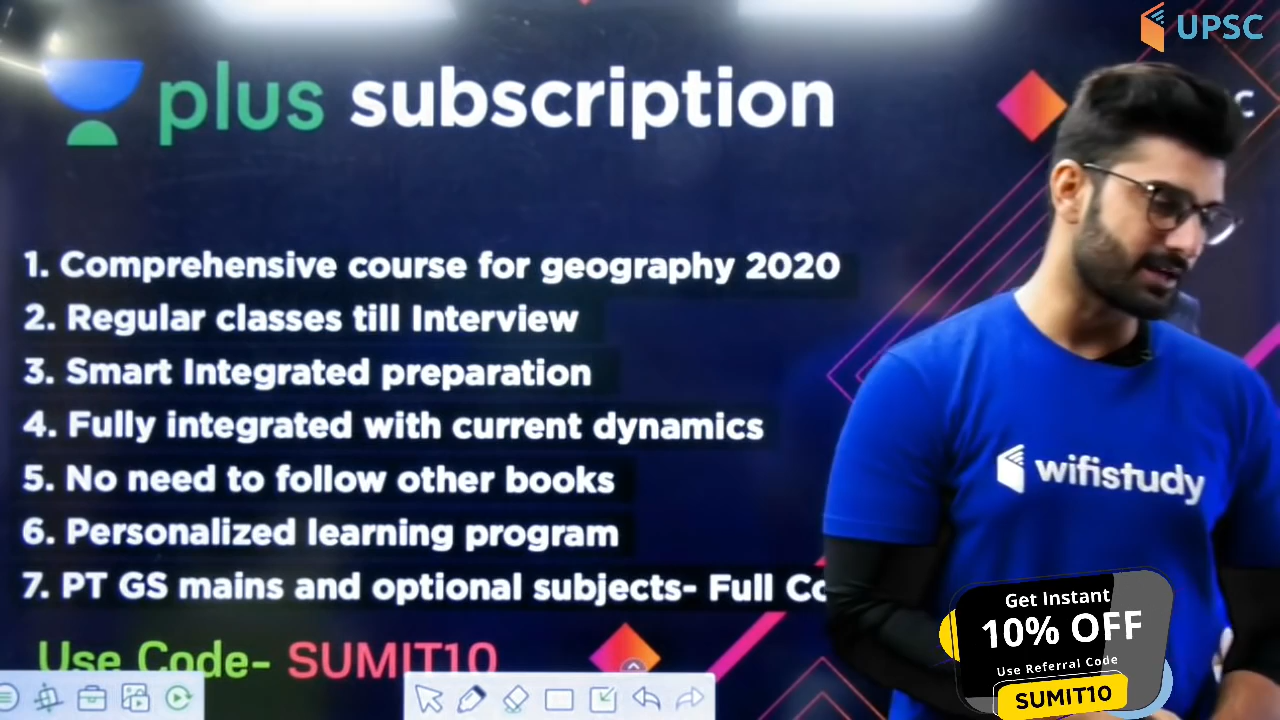 UPSC
plus subscription
1. Comprehensive course for geography 2020
2. Regular classes till Interview
3. Smart Integrated preparation
4. Fully integrated with current dynamics
5. No need to follow other books
6. Personalized learning program
7. PT GS mains and optional subjects- Full
Use Code- SUMIT10
wifistudy
Get Instant
10% OFF
Use Referral Code
SUMIT10